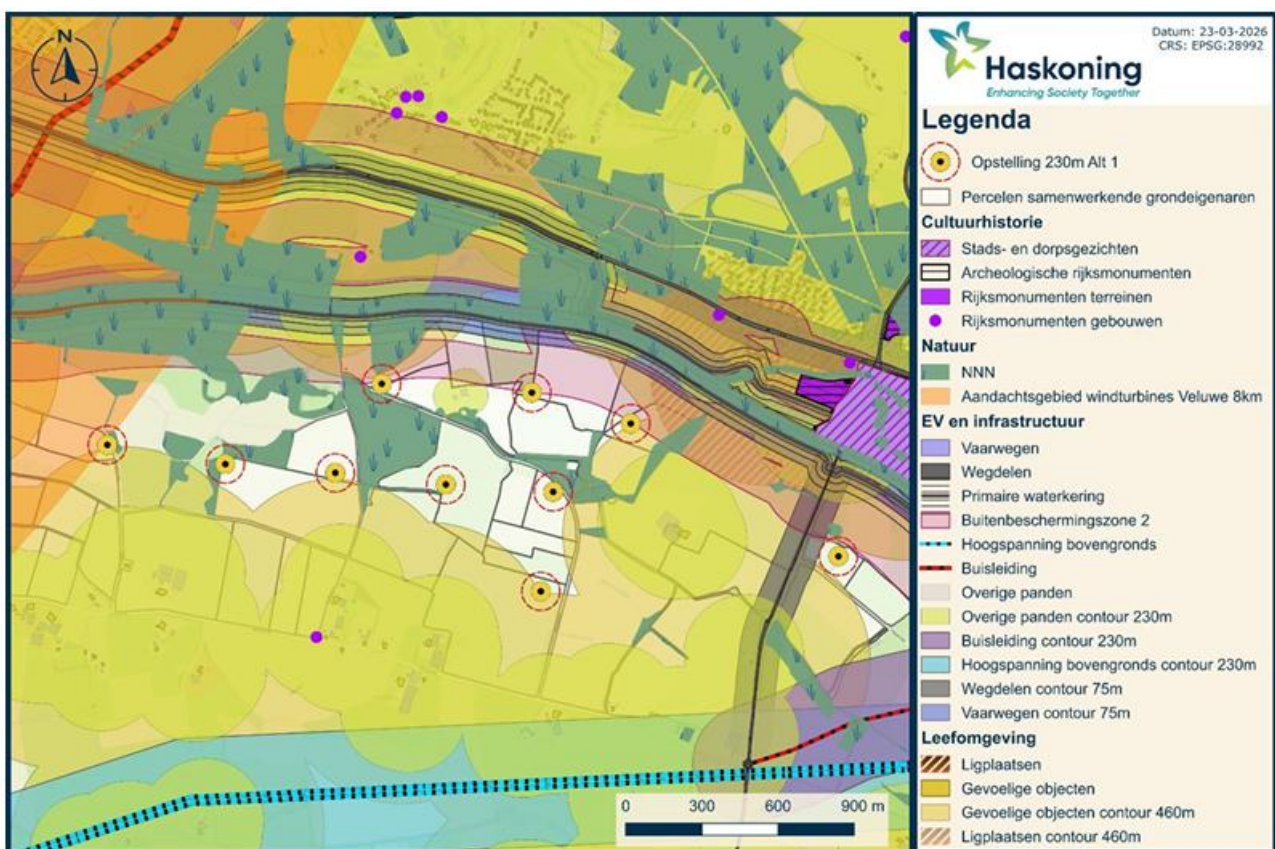 N
Datum: 23-03-2026
CRS: EPSG:28992
Haskoning
Enhancing Society Together
Legenda
Opstelling 230m Alt 1
Percelen samenwerkende grondeigenaren
Cultuurhistorie
Stads- en dorpsgezichten
Archeologische rijksmonumenten
Rijksmonumenten terreinen
Rijksmonumenten gebouwen
Natuur
NNN
Aandachtsgebied windturbines Veluwe 8km
EV en infrastructuur
Vaarwegen
Wegdelen
Primaire waterkering
Buitenbeschermingszone 2
Hoogspanning bovengronds
Buisleiding
Overige panden
Overige panden contour 230m
Buisleiding contour 230m
Hoogspanning bovengronds contour 230m
Wegdelen contour 75m
Vaarwegen contour 75m
Leefomgeving
Ligplaatsen
Gevoelige objecten
Gevoelige objecten contour 460m
Ligplaatsen contour 460m
0 300 600 900 m